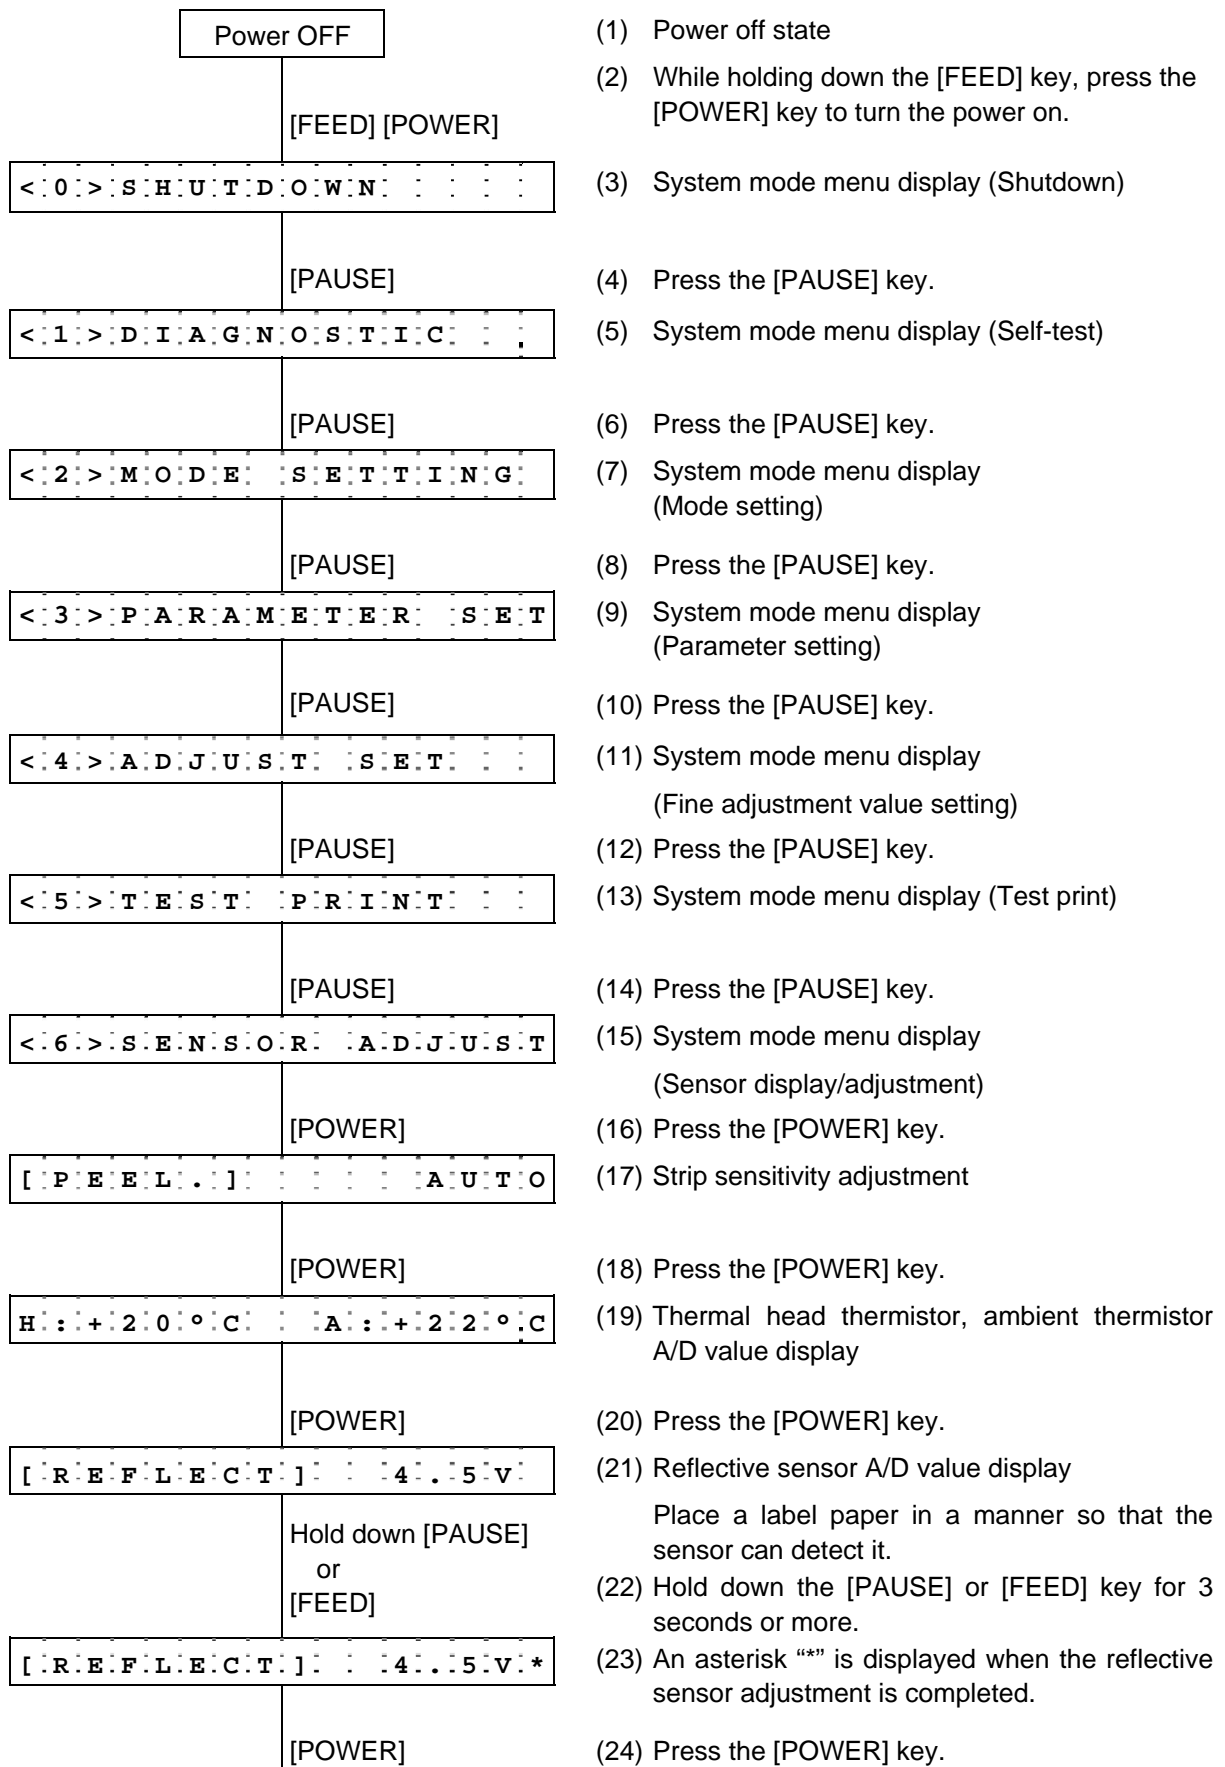 Power OFF
(1) Power off state
[FEED] [POWER]
(2) While holding down the [FEED] key, press the
[POWER] key to turn the power on.
<0>SHUTDOWN
(3) System mode menu display (Shutdown)
[PAUSE]
(4) Press the [PAUSE] key.
<1>DIAGNOSTIC
(5) System mode menu display (Self-test)
[PAUSE]
(6) Press the [PAUSE] key.
<2>MODE SETTING
(7) System mode menu display
(Mode setting)
[PAUSE]
(8) Press the [PAUSE] key.
<3>PARAMETER SET
(9) System mode menu display
(Parameter setting)
[PAUSE]
(10) Press the [PAUSE] key.
<4>ADJUST SET
(11) System mode menu display
(Fine adjustment value setting)
[PAUSE]
(12) Press the [PAUSE] key.
<5>TEST PRINT
(13) System mode menu display (Test print)
[PAUSE]
(14) Press the [PAUSE] key.
<6>SENSOR ADJUST
(15) System mode menu display
(Sensor display/adjustment)
[POWER]
(16) Press the [POWER] key.
[PEEL.] AUTO
(17) Strip sensitivity adjustment
[POWER]
(18) Press the [POWER] key.
H:+20°C A:+22°C
(19) Thermal head thermistor, ambient thermistor
A/D value display
[POWER]
(20) Press the [POWER] key.
[REFLECT] 4.5V
(21) Reflective sensor A/D value display
Place a label paper in a manner so that the
sensor can detect it.
Hold down [PAUSE]
or
[FEED]
(22) Hold down the [PAUSE] or [FEED] key for 3
seconds or more.
[REFLECT] 4.5V*
(23) An asterisk “*” is displayed when the reflective
sensor adjustment is completed.
[POWER]
(24) Press the [POWER] key.